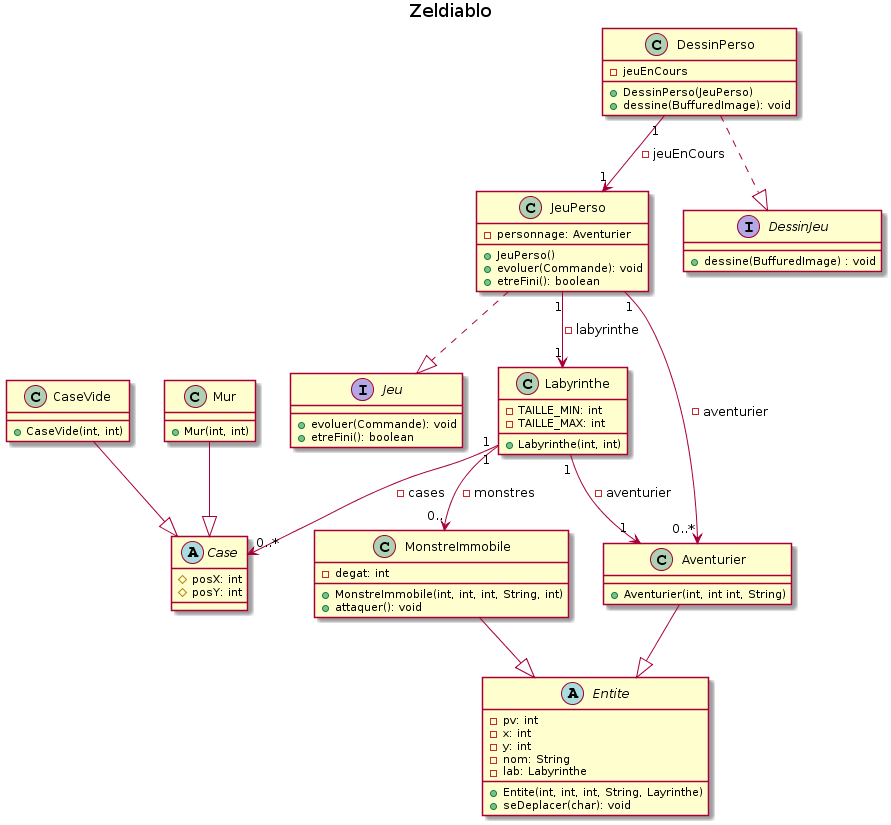 Zeldiablo
C DessinPerso
jeuEnCours
DessinPerso(JeuPerso)
dessine(BuffuredImage): void
1
jeuEnCours
1
C JeuPerso
personnage: Aventurier
JeuPerso()
evoluer(Commande): void
etreFini(): boolean
I DessinJeu
dessine(BuffuredImage) : void
1
1
labyrinthe
1
aventurier
0..*
C CaseVide
CaseVide(int, int)
C Mur
Mur(int, int)
I Jeu
evoluer(Commande): void
etreFini(): boolean
C Labyrinthe
TAILLE_MIN: int
TAILLE_MAX: int
Labyrinthe(int, int)
1
1
1
cases
monstres
aventurier
0..*
0..
1
A Case
posX: int
posY: int
C MonstreImmobile
degat: int
MonstreImmobile(int, int, int, String, int)
attaquer(): void
C Aventurier
Aventurier(int, int int, String)
A Entite
pv: int
x: int
y: int
nom: String
lab: Labyrinthe
Entite(int, int, int, String, Layrinthe)
seDeplacer(char): void